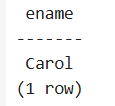 ename
-------
Carol
(1 row)